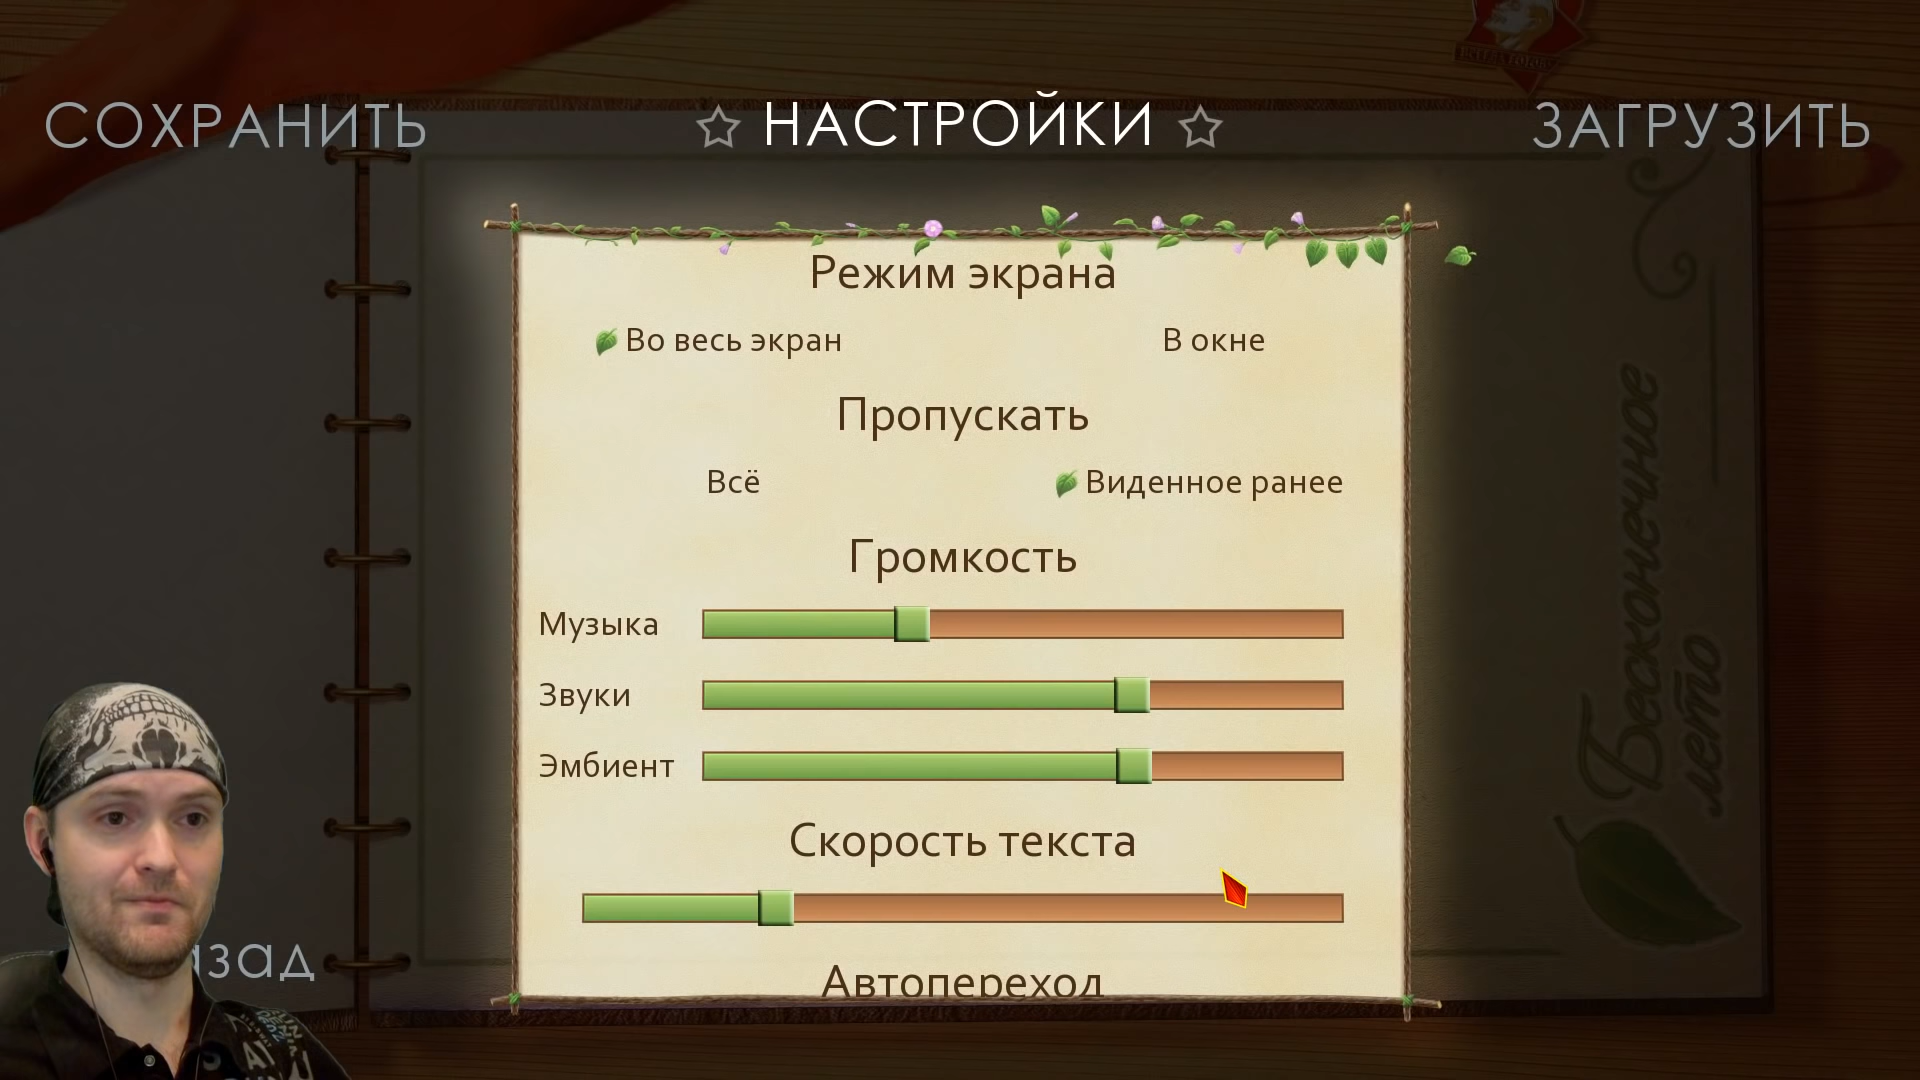 СОХРАНИТЬ
НАСТРОЙКИ
ЗАГРУЗИТЬ
Режим экрана
Во весь экран
В окне
Пропускать
Всё
Виденное ранее
Громкость
Музыка
Звуки
Эмбиент
Скорость текста
Автопереход
азад
Бесконечное
лето